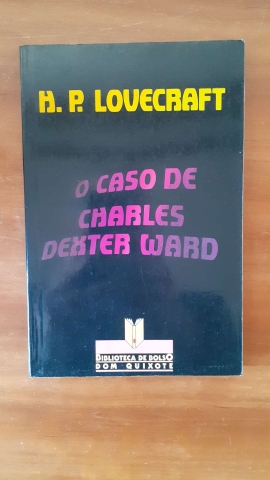 H. P. LOVECRAFT
O CASO DE
CHARLES
DEXTER WARD
BIBLIOTECA DE BOLSO
DOM QUIXOTE